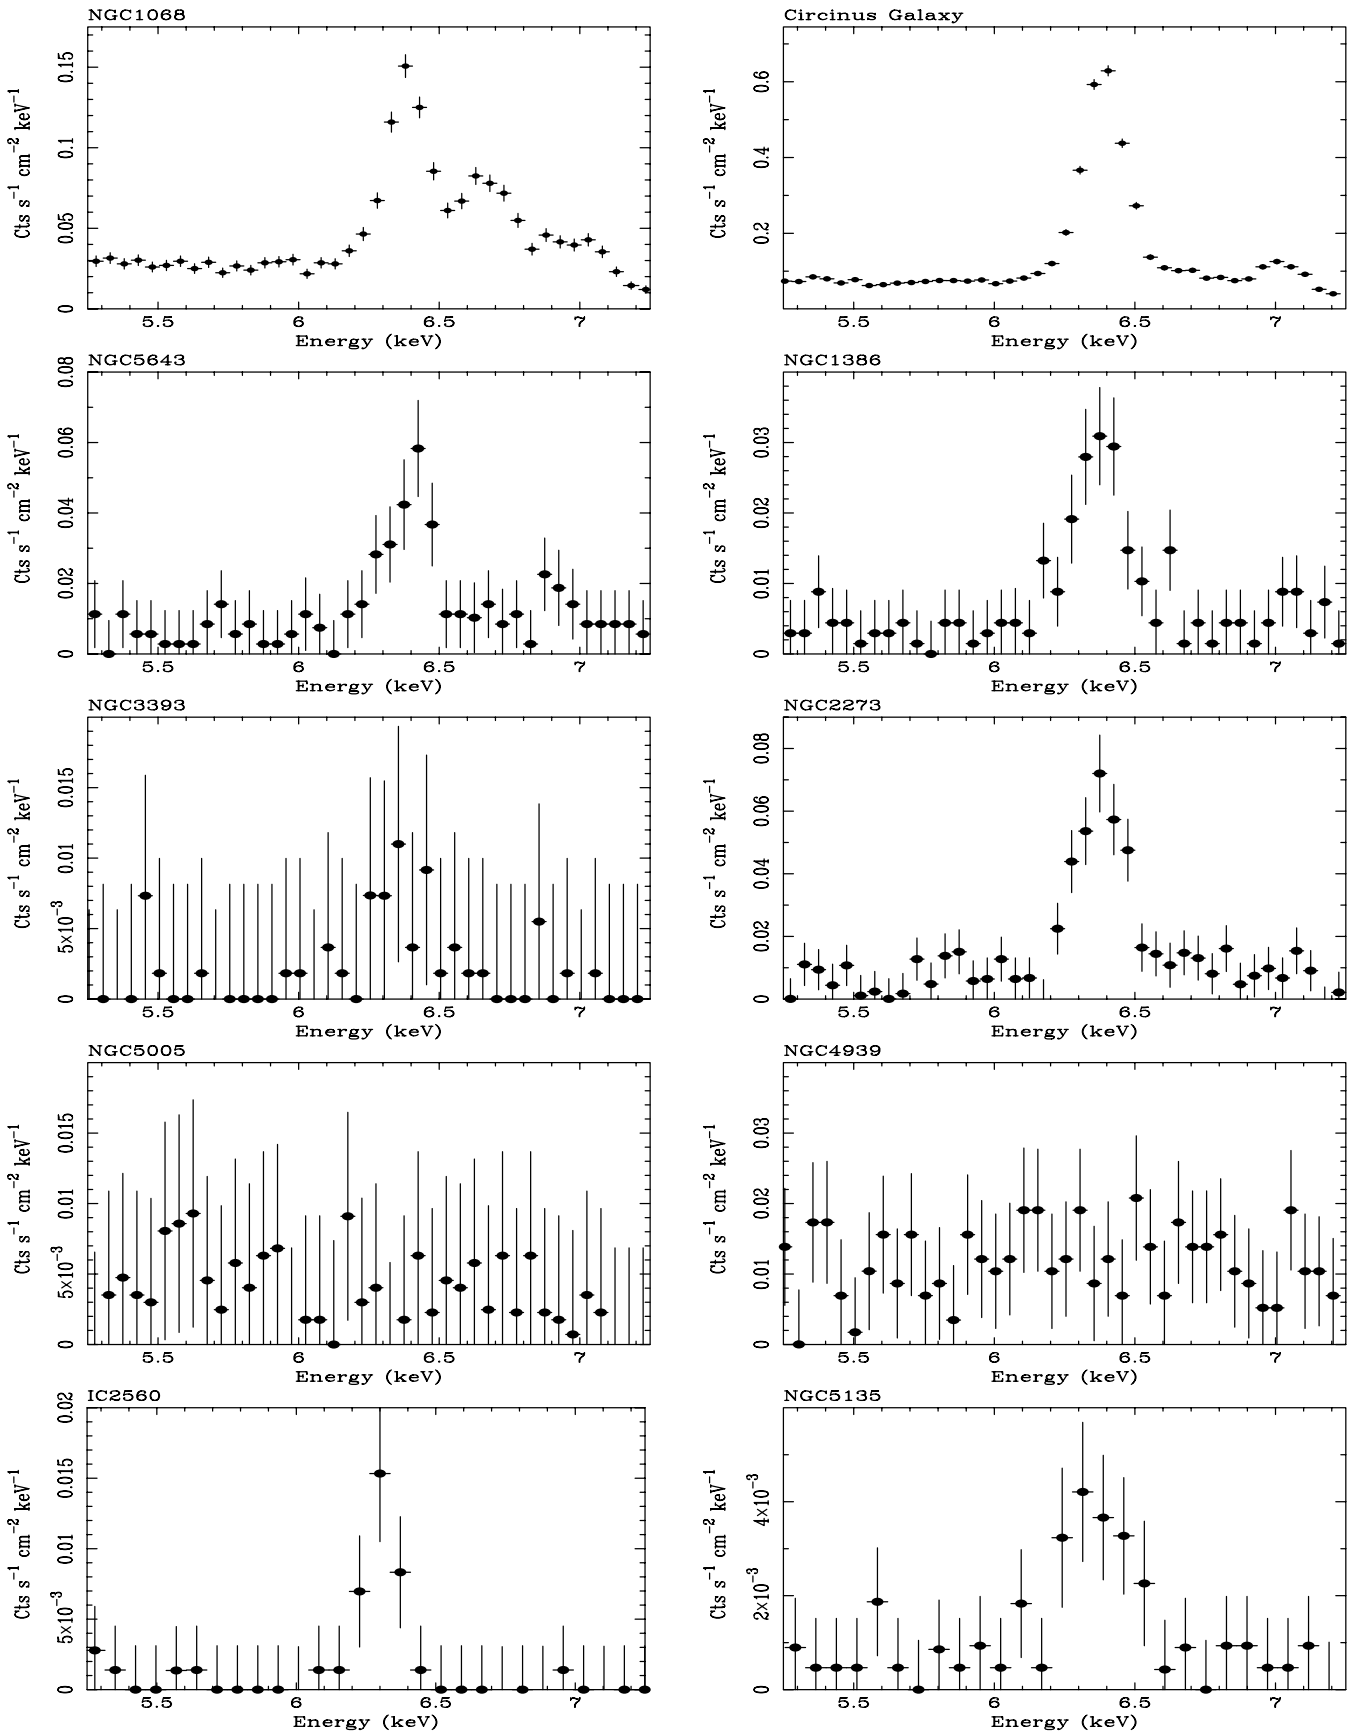 NGC1068
Cts s−1 cm−2 keV−1
0 0.05 0.1 0.15
5.5 6 6.5 7
Energy (keV)
Circinus Galaxy
Cts s−1 cm−2 keV−1
0.2 0.4 0.6
5.5 6 6.5 7
Energy (keV)
NGC5643
Cts s−1 cm−2 keV−1
0 0.02 0.04 0.06 0.08
5.5 6 6.5 7
Energy (keV)
NGC1386
Cts s−1 cm−2 keV−1
0 0.01 0.02 0.03
5.5 6 6.5 7
Energy (keV)
NGC3393
Cts s−1 cm−2 keV−1
0 5×10−3 0.01 0.015
5.5 6 6.5 7
Energy (keV)
NGC2273
Cts s−1 cm−2 keV−1
0 0.02 0.04 0.06 0.08
5.5 6 6.5 7
Energy (keV)
NGC5005
Cts s−1 cm−2 keV−1
0 5×10−3 0.01 0.015
5.5 6 6.5 7
Energy (keV)
NGC4939
Cts s−1 cm−2 keV−1
0 0.01 0.02 0.03
5.5 6 6.5 7
Energy (keV)
IC2560
Cts s−1 cm−2 keV−1
0 5×10−3 0.01 0.015 0.02
5.5 6 6.5 7
Energy (keV)
NGC5135
Cts s−1 cm−2 keV−1
0 2×10−3 4×10−3
5.5 6 6.5 7
Energy (keV)